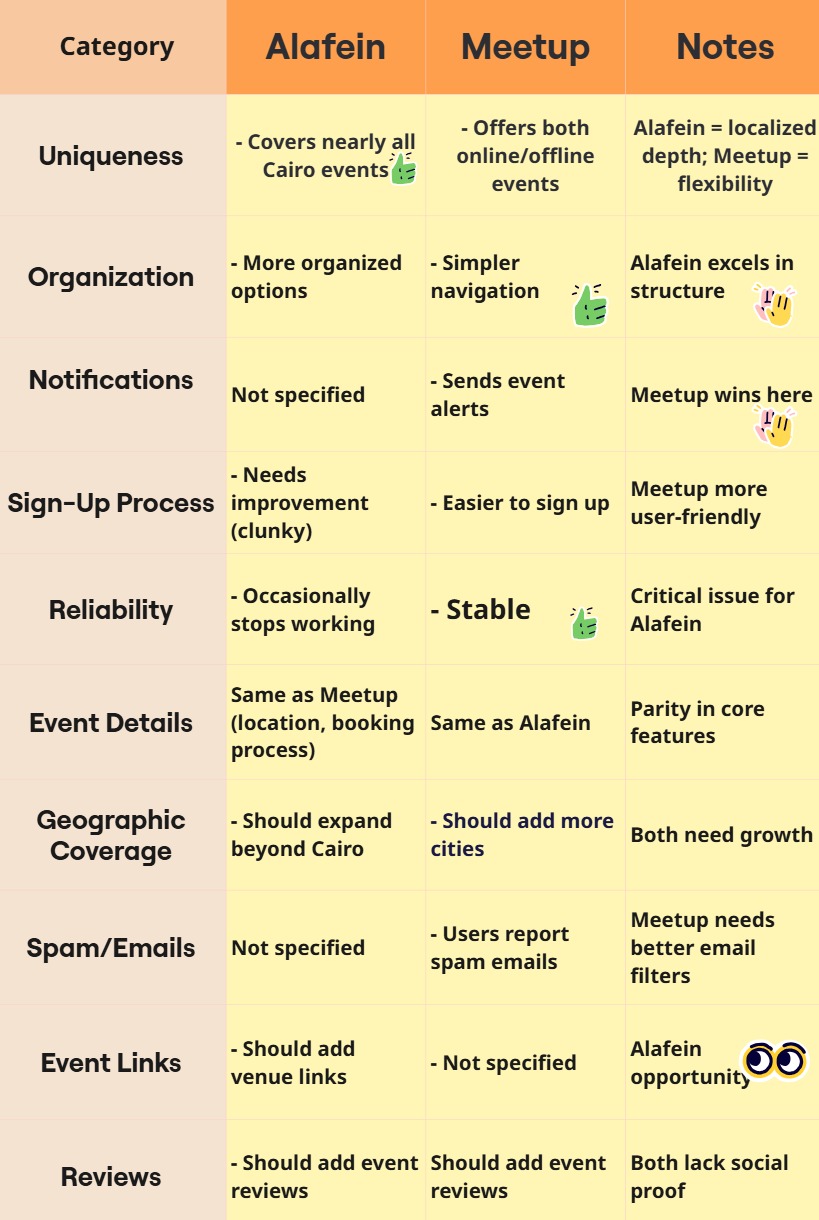 Category
Alafein
Meetup
Notes
Uniqueness
- Covers nearly all
Cairo events
- Offers both
online/offline
events
Alafein = localized
depth; Meetup =
flexibility
Organization
- More organized
options
- Simpler
navigation
Alafein excels in
structure
Notifications
Not specified
- Sends event
alerts
Meetup wins here
Sign-Up Process
- Needs
improvement
(clunky)
- Easier to sign up
Meetup more
user-friendly
Reliability
- Occasionally
stops working
- Stable
Critical issue for
Alafein
Event Details
Same as Meetup
(location, booking
process)
Same as Alafein
Parity in core
features
Geographic
Coverage
- Should expand
beyond Cairo
- Should add more
cities
Both need growth
Spam/Emails
Not specified
- Users report
spam emails
Meetup needs
better email
filters
Event Links
- Should add
venue links
- Not specified
Alafein
opportunity
Reviews
- Should add event
reviews
Should add event
reviews
Both lack social
proof